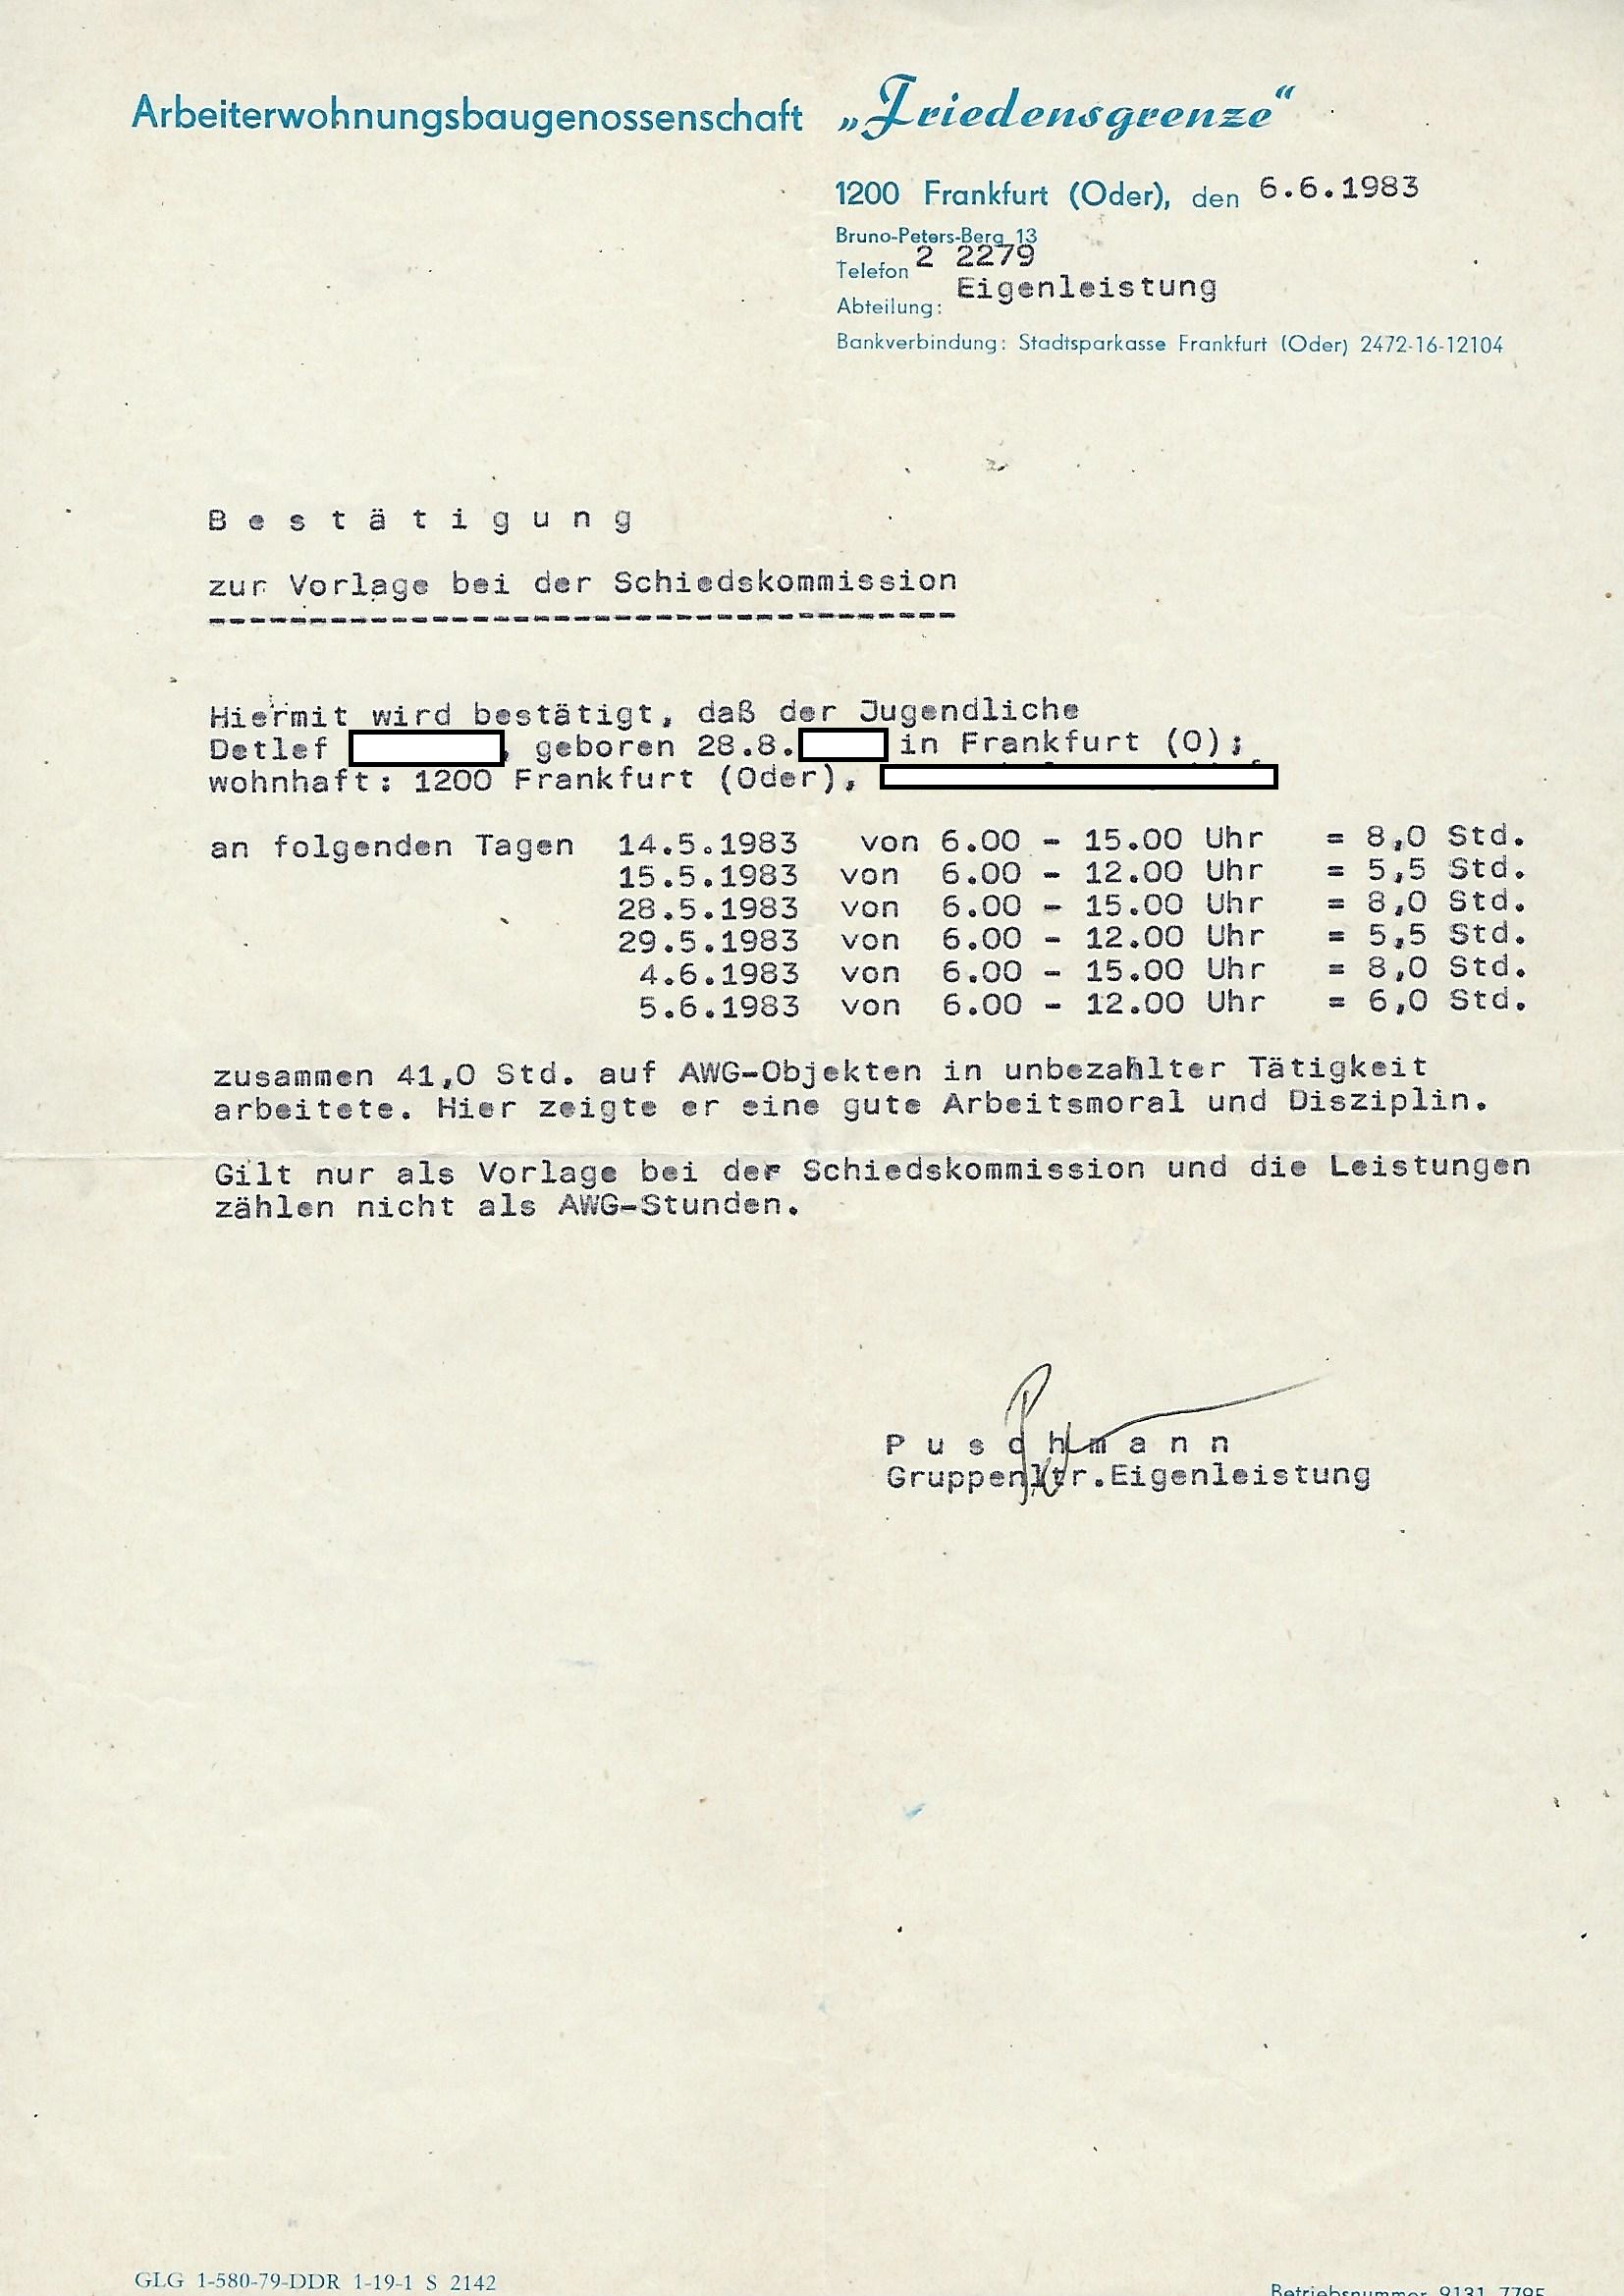 Arbeiterwohnungsbaugenossenschaft „Friedensgrenze“
1200 Frankfurt (Oder), den 6.6.1983
Bruno-Peters-Berg 13
Telefon 2 2279
Abteilung: Eigenleistung
Bankverbindung: Stadtsparkasse Frankfurt (Oder) 2472-16-12104
B e s t ä t i g u n g
zur Vorlage bei der Schiedskommission
-------------------------------------
Hiermit wird bestätigt, daß der Jugendliche
Detlef , geboren 28.8. in Frankfurt (O);
wohnhaft: 1200 Frankfurt (Oder),
an folgenden Tagen 14.5.1983 von 6.00 - 15.00 Uhr = 8,0 Std.
15.5.1983 von 6.00 - 12.00 Uhr = 5,5 Std.
28.5.1983 von 6.00 - 15.00 Uhr = 8,0 Std.
29.5.1983 von 6.00 - 12.00 Uhr = 5,5 Std.
4.6.1983 von 6.00 - 15.00 Uhr = 8,0 Std.
5.6.1983 von 6.00 - 12.00 Uhr = 6,0 Std.
zusammen 41,0 Std. auf AWG-Objekten in unbezahlter Tätigkeit
arbeitete. Hier zeigte er eine gute Arbeitsmoral und Disziplin.
Gilt nur als Vorlage bei der Schiedskommission und die Leistungen
zählen nicht als AWG-Stunden.
P u s c h m a n n
Gruppenltr.Eigenleistung
GLG 1-580-79-DDR 1-19-1 S 2142
Betriebsnummer 9131 7795